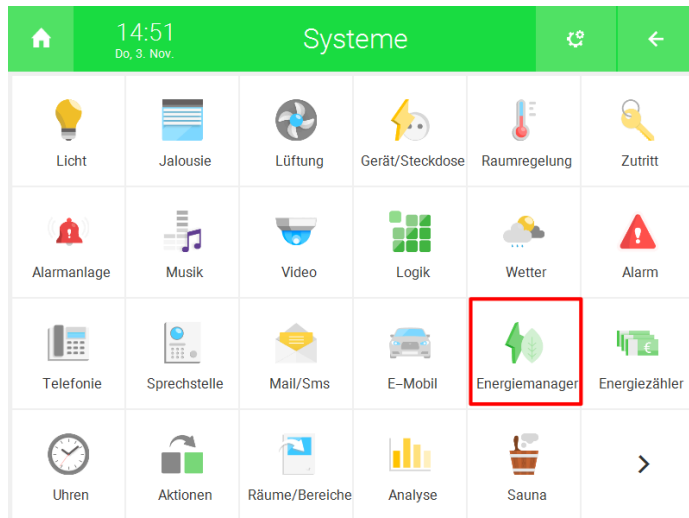 14:51
Do, 3. Nov.
Systeme
Licht
Jalousie
Lüftung
Gerät/Steckdose
Raumregelung
Zutritt
Alarmanlage
Musik
Video
Logik
Wetter
Alarm
Telefonie
Sprechstelle
Mail/Sms
E–Mobil
Energiemanager
Energiezähler
Uhren
Aktionen
Räume/Bereiche
Analyse
Sauna